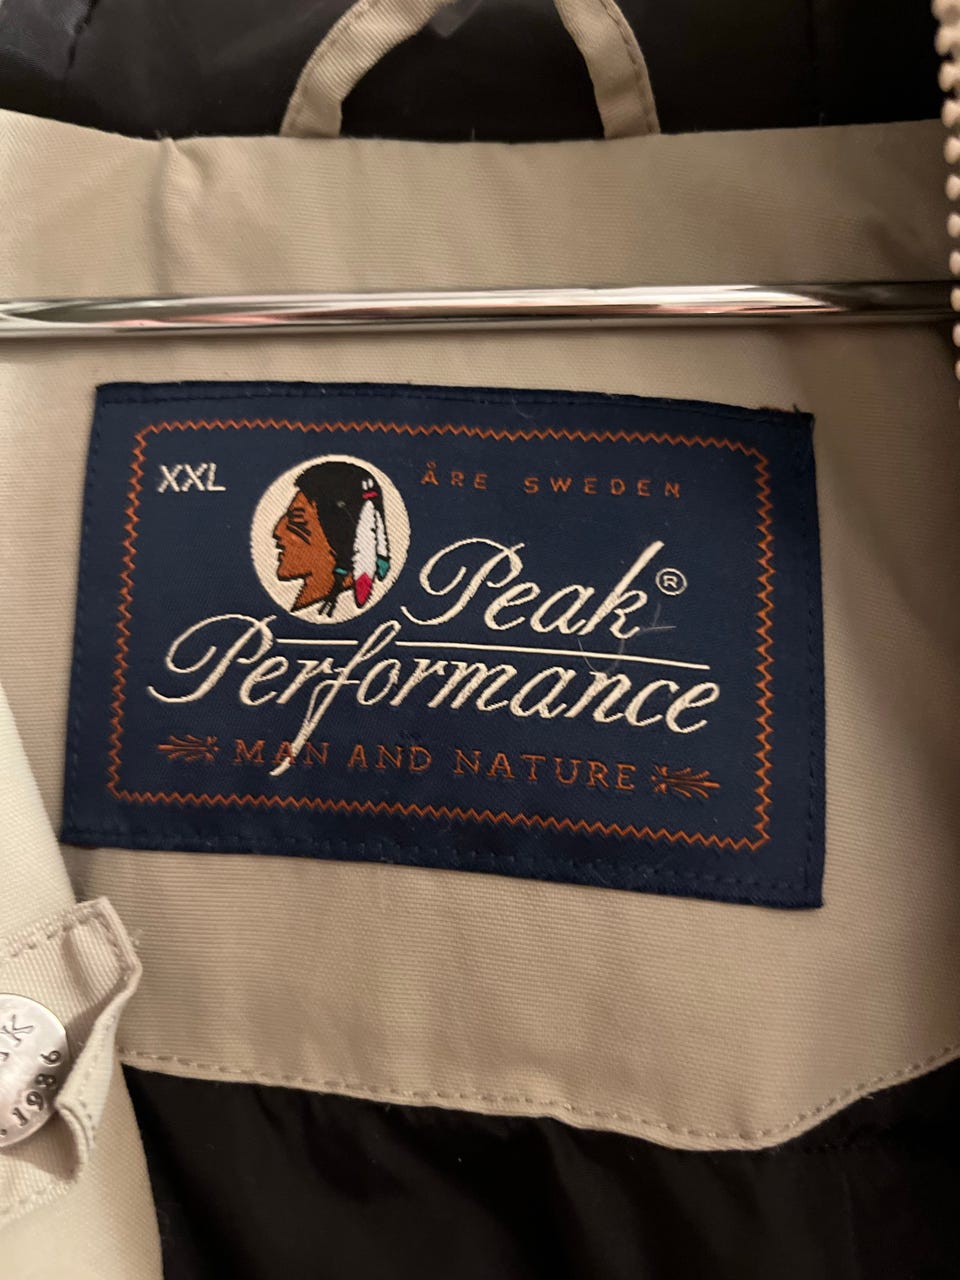 XXL
ÅRE SWEDEN
Peak®
Performance
MAN AND NATURE
1986